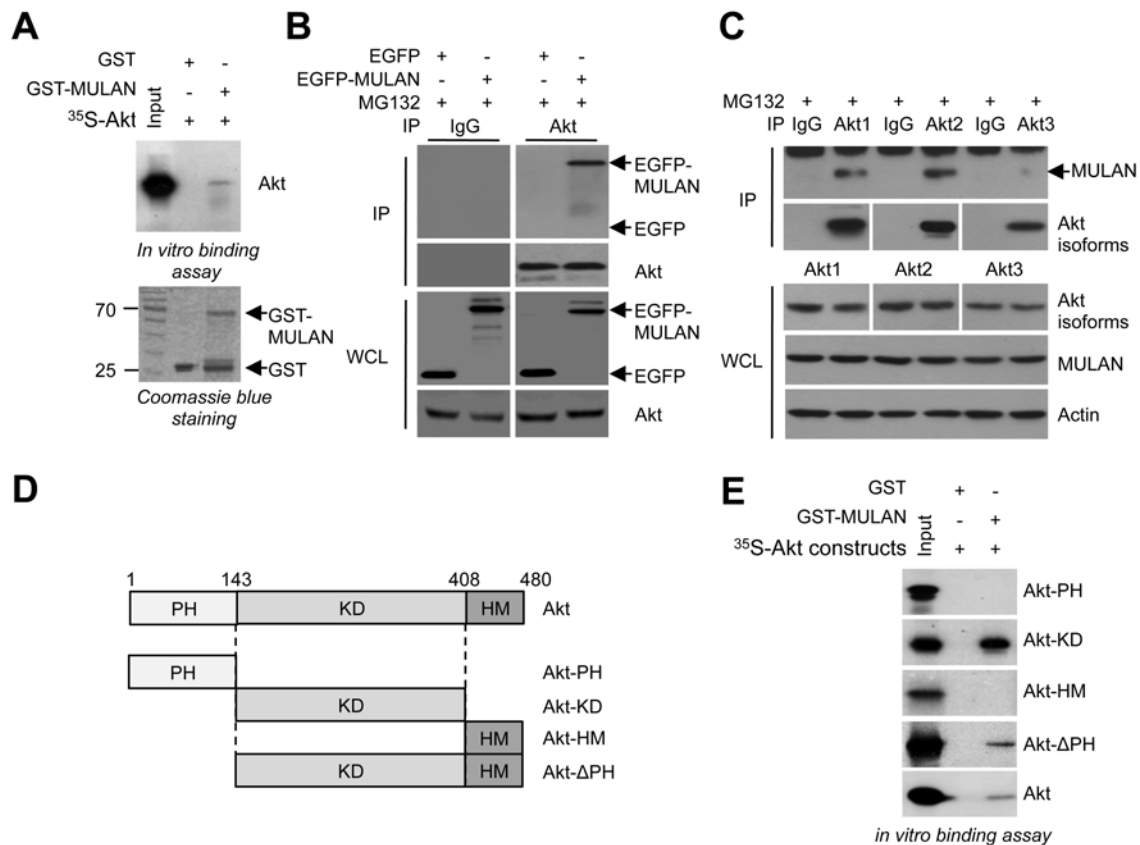 A
GST + -
GST-MULAN - +
³⁵S-Akt + +
Input
Akt
In vitro binding
assay
70
25
GST-
MULAN
GST
Coomassie blue
staining
B
EGFP + - + -
EGFP-MULAN - + - +
MG132 + + + +
IP IgG Akt
IP
EGFP-
MULAN
EGFP
Akt
WCL
EGFP-
MULAN
EGFP
Akt
C
MG132 + + + + + +
IP IgG Akt1 IgG Akt2 IgG Akt3
IP
MULAN
Akt
isoforms
Akt1 Akt2 Akt3
WCL
Akt
isoforms
MULAN
Actin
D
1 143 408 480
PH KD HM Akt
PH Akt-PH
KD Akt-KD
HM Akt-HM
KD HM Akt-ΔPH
E
GST + -
GST-MULAN - +
³⁵S-Akt constructs + +
Input
Akt-PH
Akt-KD
Akt-HM
Akt-ΔPH
Akt
in vitro binding assay